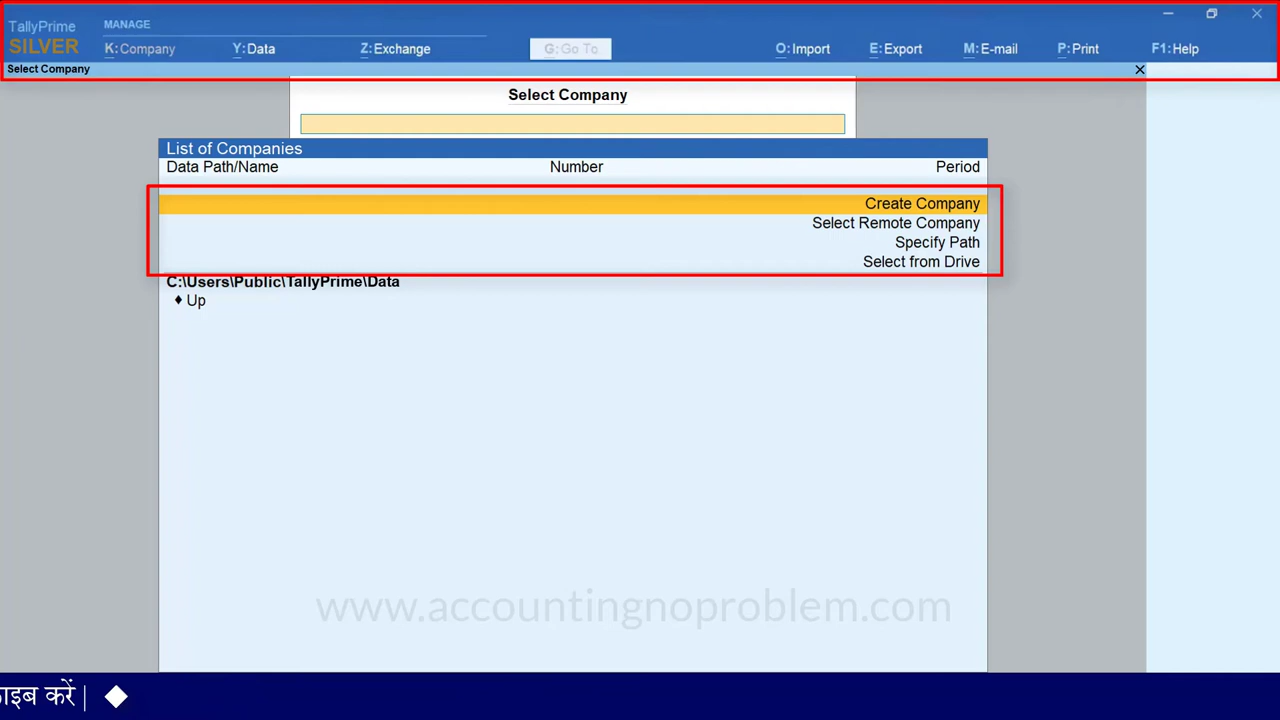 TallyPrime
SILVER
MANAGE
K:Company Y:Data Z:Exchange G:Go To O:Import E:Export M:E-mail P:Print F1:Help
Select Company
Select Company
List of Companies
Data Path/Name Number Period
Create Company
Select Remote Company
Specify Path
Select from Drive
C:\Users\Public\TallyPrime\Data
♦ Up
www.accountingnoproblem.com
करें | ◆